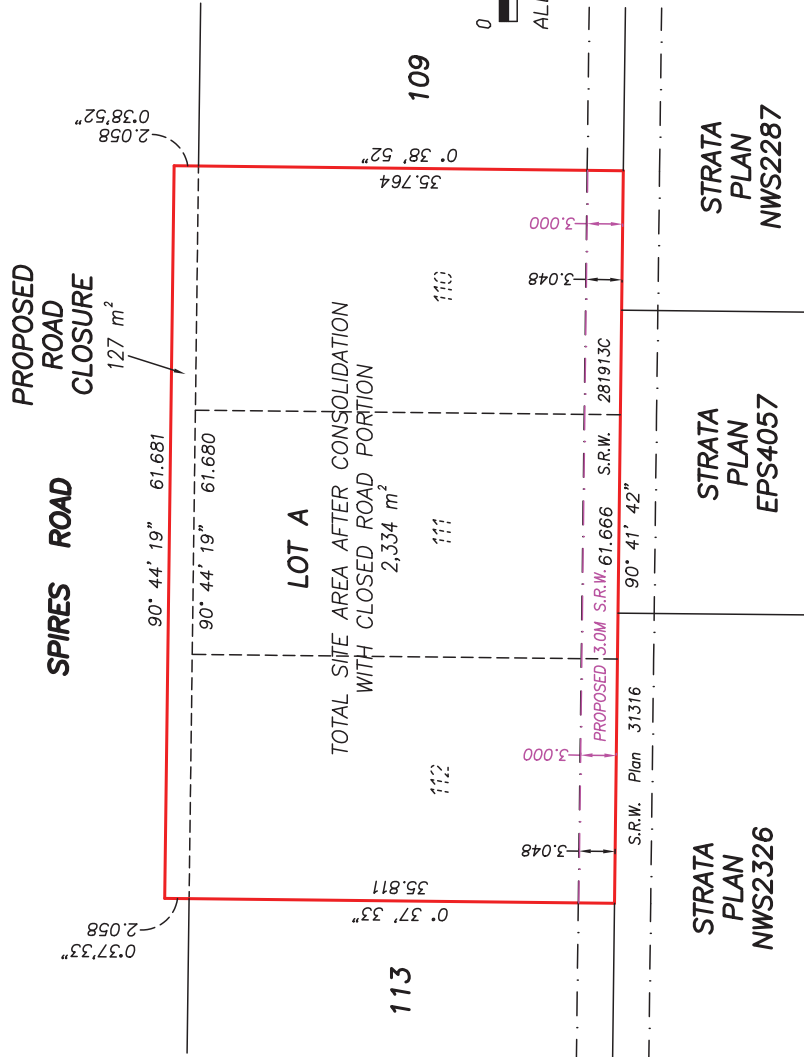 SPIRES ROAD
PROPOSED
ROAD
CLOSURE
127 m²
2.058
0°37'33"
90° 44' 19" 61.681
90° 44' 19" 61.680
2.058
0°38'52"
113
109
0
LOT A
TOTAL SITE AREA AFTER CONSOLIDATION
WITH CLOSED ROAD PORTION
2,334 m²
112
111
110
35.811
0° 37' 33"
35.764
0° 38' 52"
3.048
3.000
PROPOSED 3.0M S.R.W.
S.R.W. 281913C
3.048
3.000
61.666
90° 41' 42"
S.R.W. Plan 31316
STRATA
PLAN
NWS2326
STRATA
PLAN
EPS4057
STRATA
PLAN
NWS2287